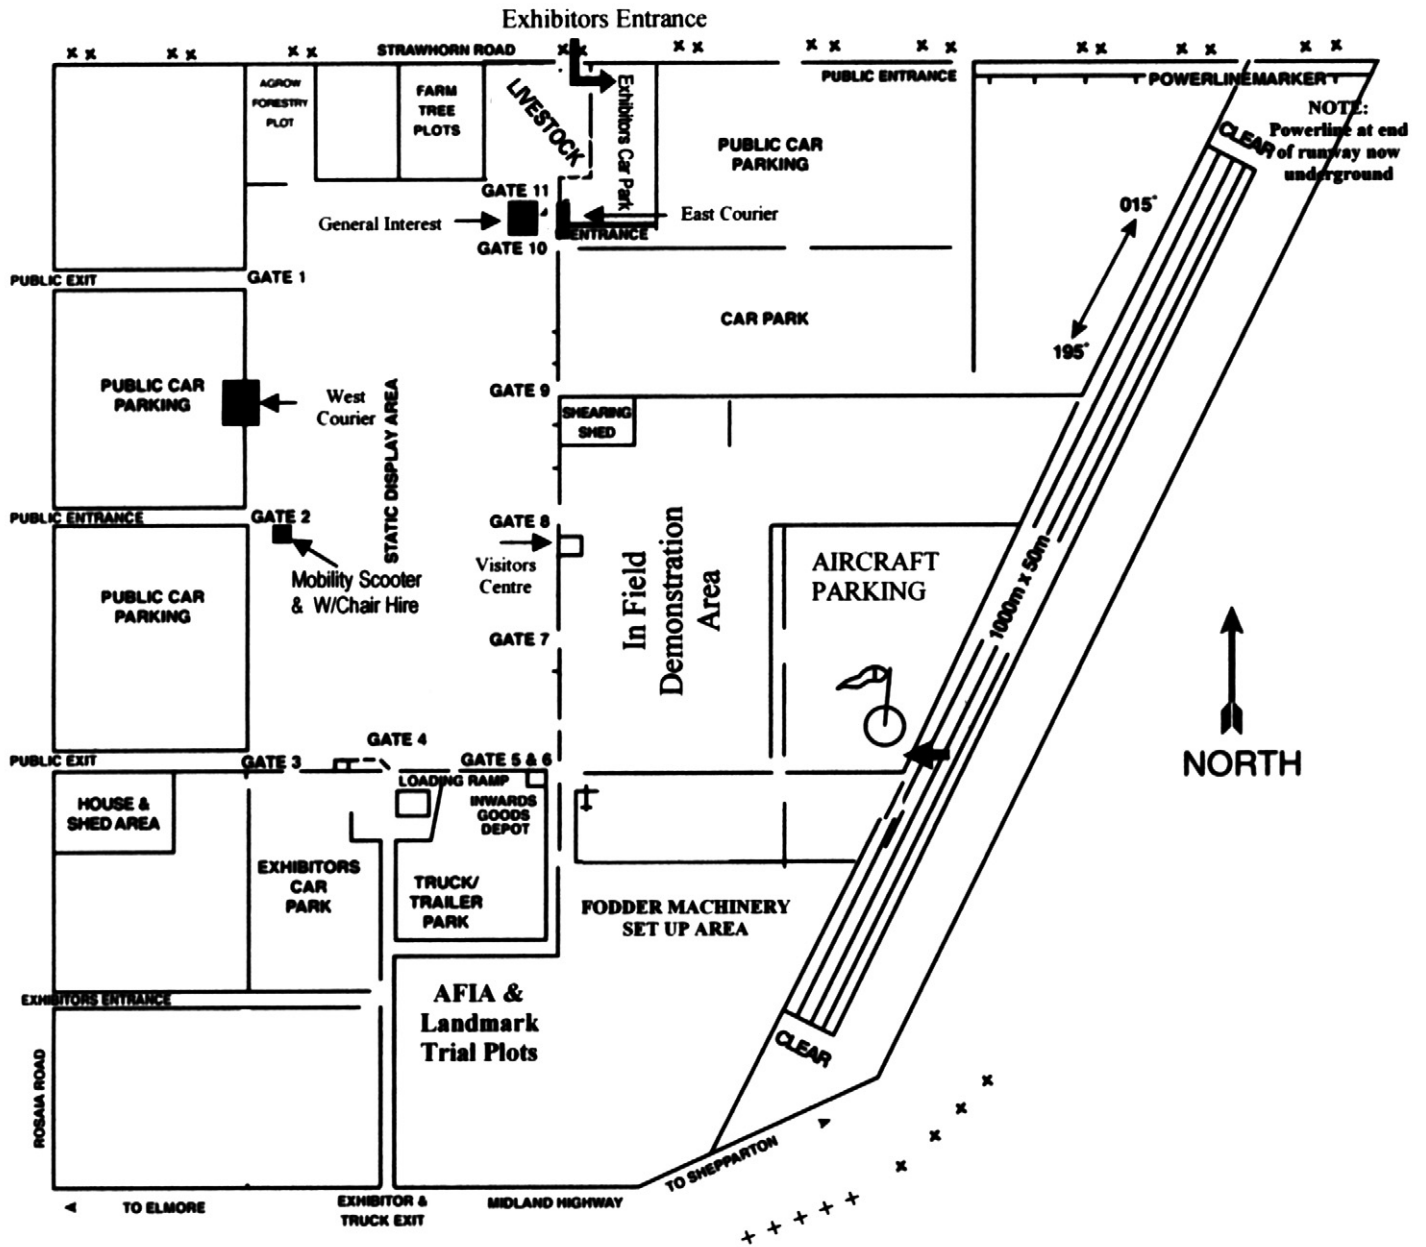 Exhibitors Entrance
STRAWHORN ROAD
PUBLIC ENTRANCE
POWERLINE MARKER
AGROW
FORESTRY
PLOT
FARM
TREE
PLOTS
LIVESTOCK
Exhibitors Car Park
PUBLIC CAR
PARKING
CLEAR
NOTE:
Powerline at end
of runway now
underground
GATE 11
General Interest
East Courier
ENTRANCE
GATE 10
015°
195°
PUBLIC EXIT
GATE 1
CAR PARK
PUBLIC CAR
PARKING
West
Courier
STATIC DISPLAY AREA
GATE 9
SHEARING
SHED
PUBLIC ENTRANCE
GATE 2
GATE 8
Visitors
Centre
Mobility Scooter
& W/Chair Hire
PUBLIC CAR
PARKING
In Field
Demonstration
Area
AIRCRAFT
PARKING
1000m x 50m
GATE 7
NORTH
GATE 4
PUBLIC EXIT
GATE 3
GATE 5 & 6
LOADING RAMP
INWARDS
GOODS
DEPOT
HOUSE &
SHED AREA
EXHIBITORS
CAR
PARK
TRUCK/
TRAILER
PARK
FODDER MACHINERY
SET UP AREA
EXHIBITORS ENTRANCE
AFIA &
Landmark
Trial Plots
CLEAR
ROSAIA ROAD
TO SHEPPARTON
TO ELMORE
EXHIBITOR &
TRUCK EXIT
MIDLAND HIGHWAY